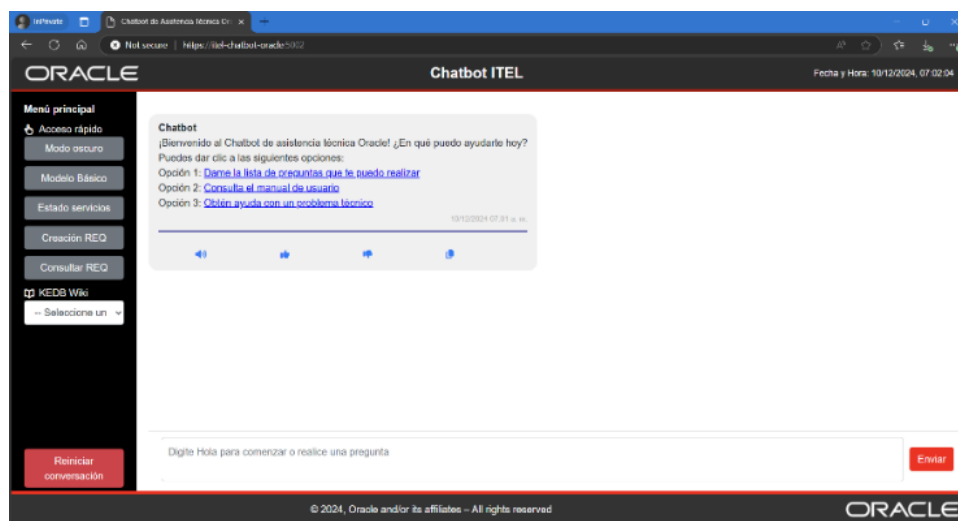 InPrivate
Chatbot de Asistencia técnica Or
Not secure | https://itel-chatbot-oracle:5002
ORACLE
Chatbot ITEL
Fecha y Hora: 10/12/2024, 07:02:04
Menú principal
Acceso rápido
Modo oscuro
Modelo Básico
Estado servicios
Creación REQ
Consultar REQ
KEDB Wiki
-- Seleccione un
Reiniciar
conversación
Chatbot
¡Bienvenido al Chatbot de asistencia técnica Oracle! ¿En qué puedo ayudarte hoy?
Puedes dar clic a las siguientes opciones:
Opción 1: Dame la lista de preguntas que te puedo realizar
Opción 2: Consulta el manual de usuario
Opción 3: Obtén ayuda con un problema técnico
10/12/2024 07:01 a. m.
Digite Hola para comenzar o realice una pregunta
Enviar
© 2024, Oracle and/or its affiliates – All rights reserved
ORACLE